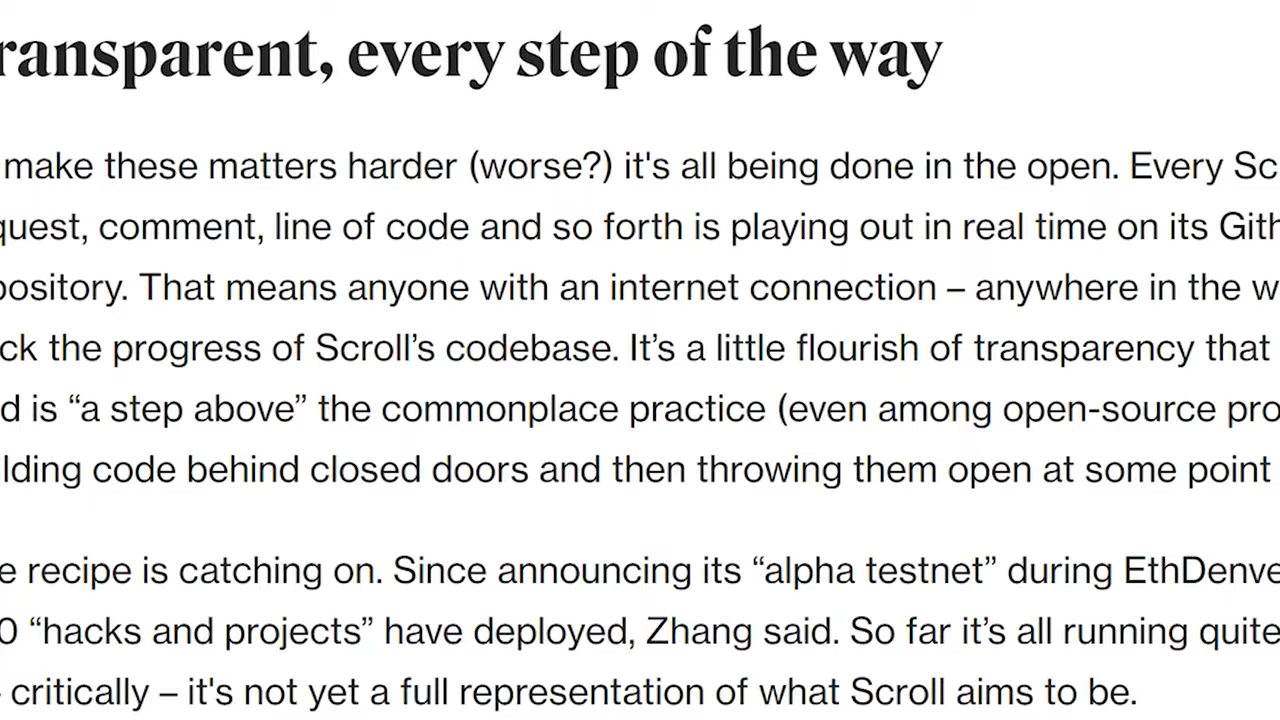 ransparent, every step of the way
make these matters harder (worse?) it's all being done in the open. Every Sc
quest, comment, line of code and so forth is playing out in real time on its Gith
pository. That means anyone with an internet connection – anywhere in the w
ck the progress of Scroll’s codebase. It’s a little flourish of transparency that
d is “a step above” the commonplace practice (even among open-source pro
lding code behind closed doors and then throwing them open at some point
e recipe is catching on. Since announcing its “alpha testnet” during EthDenve
0 “hacks and projects” have deployed, Zhang said. So far it’s all running quite
- critically – it's not yet a full representation of what Scroll aims to be.